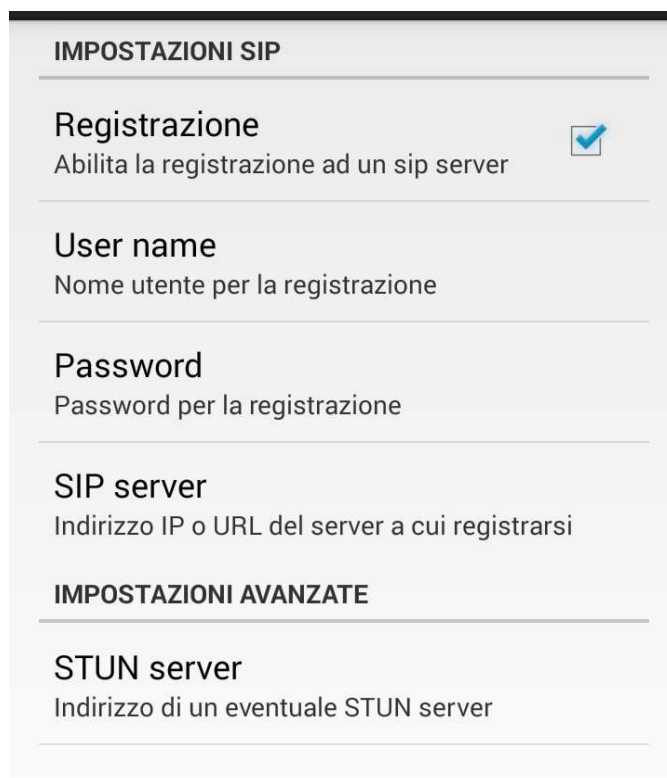 IMPOSTAZIONI SIP
Registrazione
Abilita la registrazione ad un sip server
User name
Nome utente per la registrazione
Password
Password per la registrazione
SIP server
Indirizzo IP o URL del server a cui registrarsi
IMPOSTAZIONI AVANZATE
STUN server
Indirizzo di un eventuale STUN server